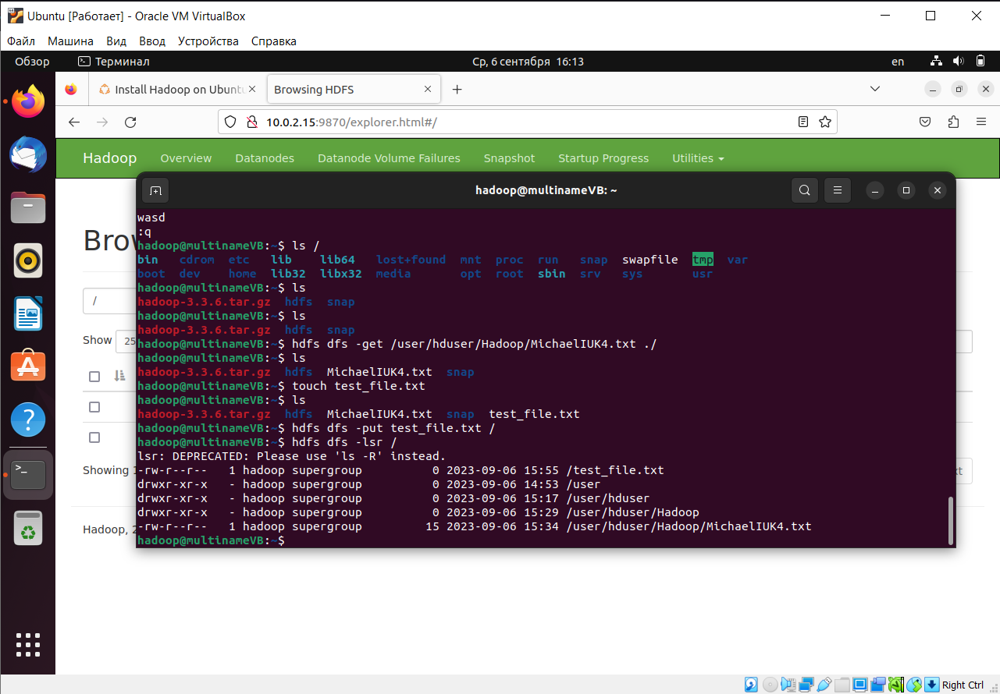 Ubuntu [Работает] - Oracle VM VirtualBox
Файл Машина Вид Ввод Устройства Справка
Обзор Терминал Ср, 6 сентября 16:13 en
Install Hadoop on Ubuntu Browsing HDFS
10.0.2.15:9870/explorer.html#/
Hadoop Overview Datanodes Datanode Volume Failures Snapshot Startup Progress Utilities
hadoop@multinameVB: ~
wasd
:q
hadoop@multinameVB:~$ ls /
bin cdrom etc lib lib64 lost+found mnt proc run snap swapfile tmp var
boot dev home lib32 libx32 media opt root sbin srv sys usr
hadoop@multinameVB:~$ ls
hadoop-3.3.6.tar.gz hdfs snap
hadoop@multinameVB:~$ ls
hadoop-3.3.6.tar.gz hdfs snap
hadoop@multinameVB:~$ hdfs dfs -get /user/hduser/Hadoop/MichaelIUK4.txt ./
hadoop@multinameVB:~$ ls
hadoop-3.3.6.tar.gz hdfs MichaelIUK4.txt snap
hadoop@multinameVB:~$ touch test_file.txt
hadoop@multinameVB:~$ ls
hadoop-3.3.6.tar.gz hdfs MichaelIUK4.txt snap test_file.txt
hadoop@multinameVB:~$ hdfs dfs -put test_file.txt /
hadoop@multinameVB:~$ hdfs dfs -lsr /
lsr: DEPRECATED: Please use 'ls -R' instead.
-rw-r--r-- 1 hadoop supergroup 0 2023-09-06 15:55 /test_file.txt
drwxr-xr-x - hadoop supergroup 0 2023-09-06 14:53 /user
drwxr-xr-x - hadoop supergroup 0 2023-09-06 15:17 /user/hduser
drwxr-xr-x - hadoop supergroup 0 2023-09-06 15:29 /user/hduser/Hadoop
-rw-r--r-- 1 hadoop supergroup 15 2023-09-06 15:34 /user/hduser/Hadoop/MichaelIUK4.txt
hadoop@multinameVB:~$
Brow
/
Show 25
Showing
Hadoop, 2
Right Ctrl